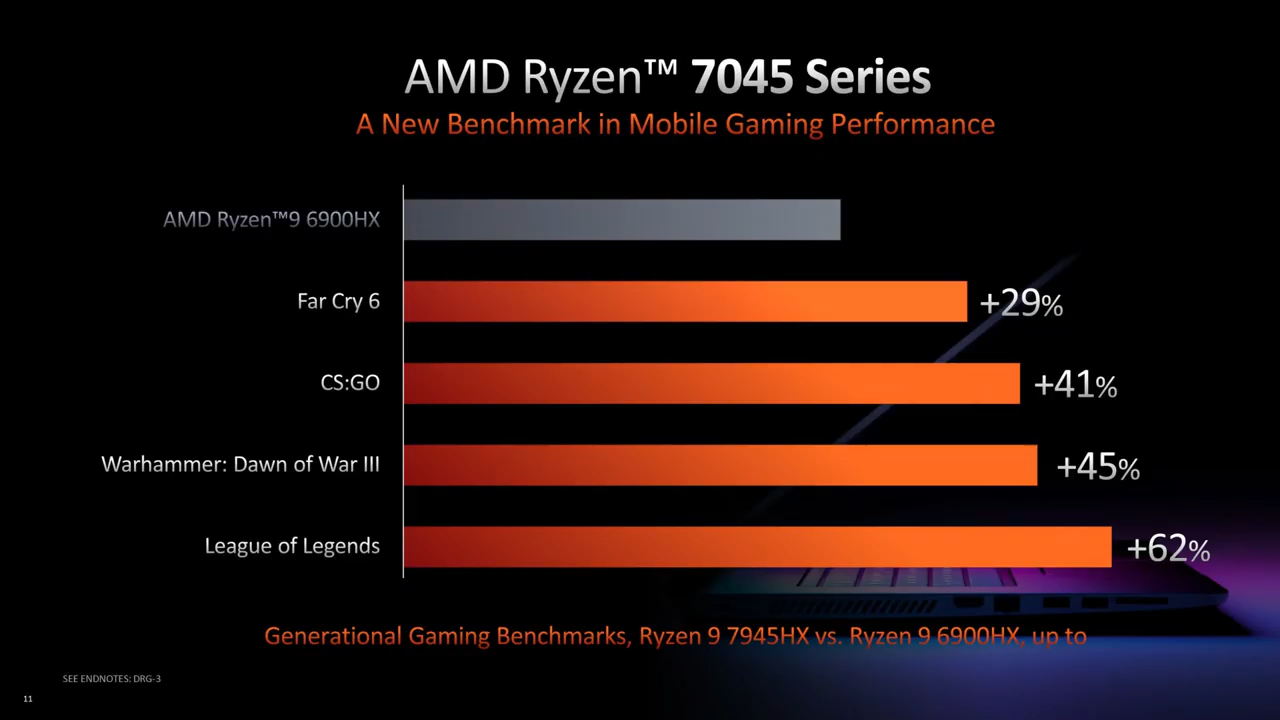 AMD Ryzen™ 7045 Series
A New Benchmark in Mobile Gaming Performance
AMD Ryzen™9 6900HX
Far Cry 6 +29%
CS:GO +41%
Warhammer: Dawn of War III +45%
League of Legends +62%
Generational Gaming Benchmarks, Ryzen 9 7945HX vs. Ryzen 9 6900HX, up to
SEE ENDNOTES: DRG-3
11